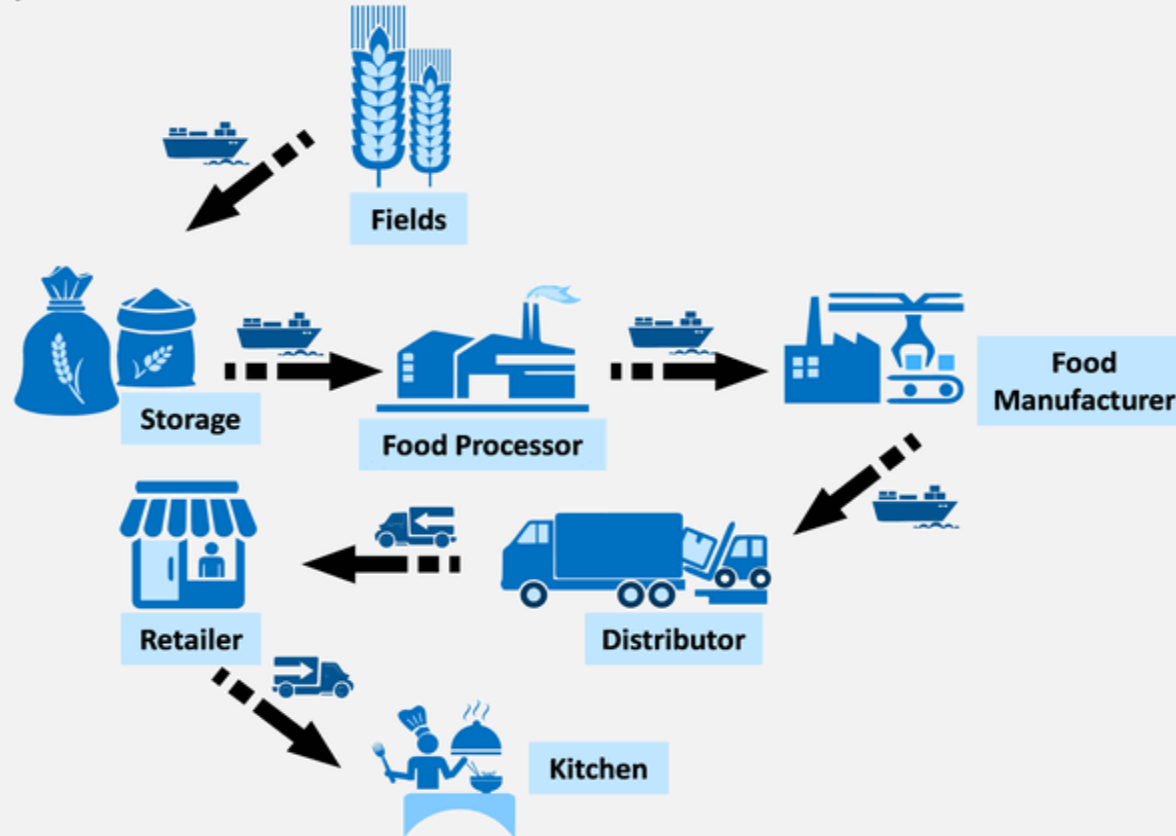 Fields
Storage
Food Processor
Food
Manufacturer
Distributor
Retailer
Kitchen